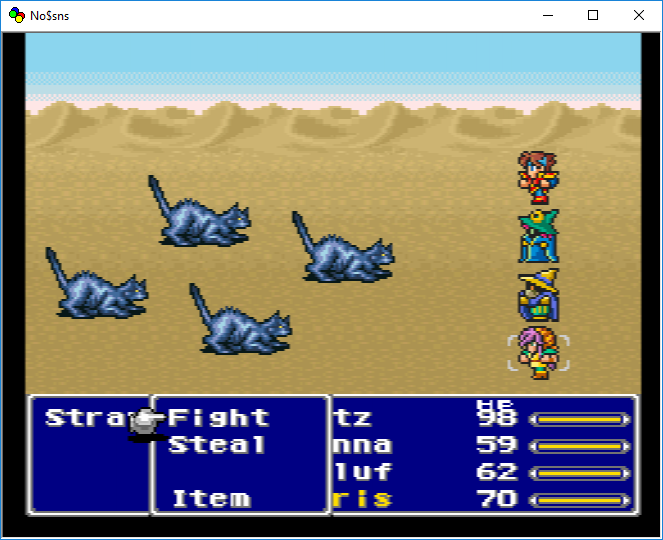 No$sns
HP
Stra Fight tz 98
Steal nna 59
luf 62
Item ris 70